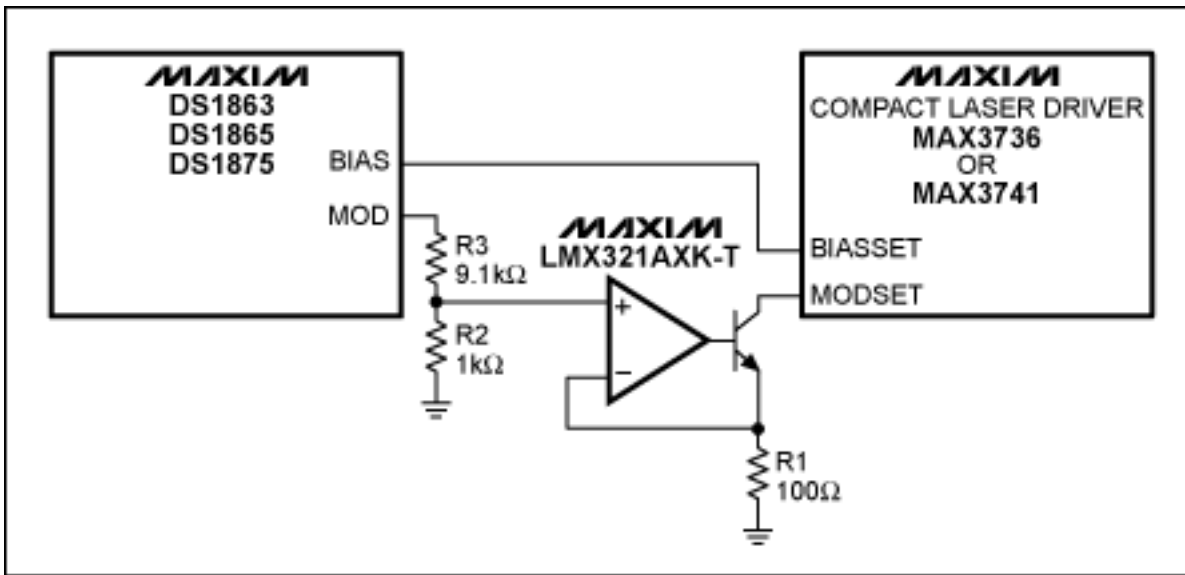 MAXIM
DS1863
DS1865
DS1875
BIAS
MOD
R3
9.1kΩ
R2
1kΩ
MAXIM
LMX321AXK-T
+
−
R1
100Ω
MAXIM
COMPACT LASER DRIVER
MAX3736
OR
MAX3741
BIASSET
MODSET